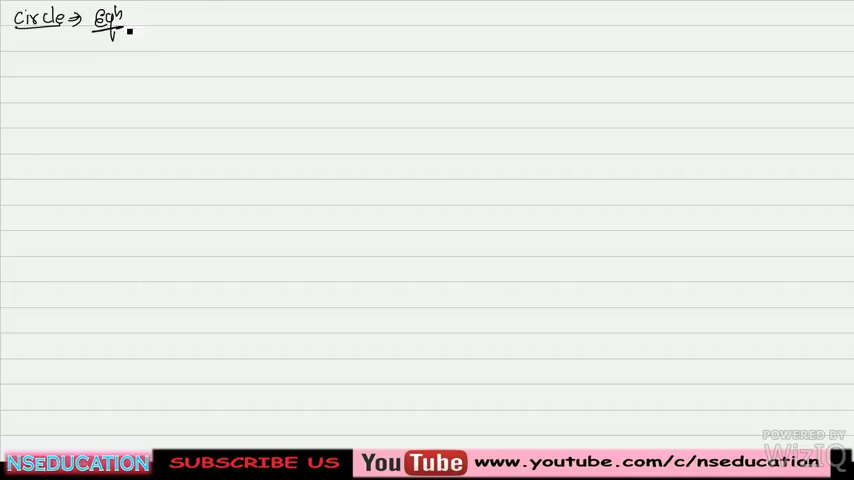 circle ⇒ Eqn
POWERED BY
WizIQ
NSEDUCATION SUBSCRIBE US YouTube www.youtube.com/c/nseducation